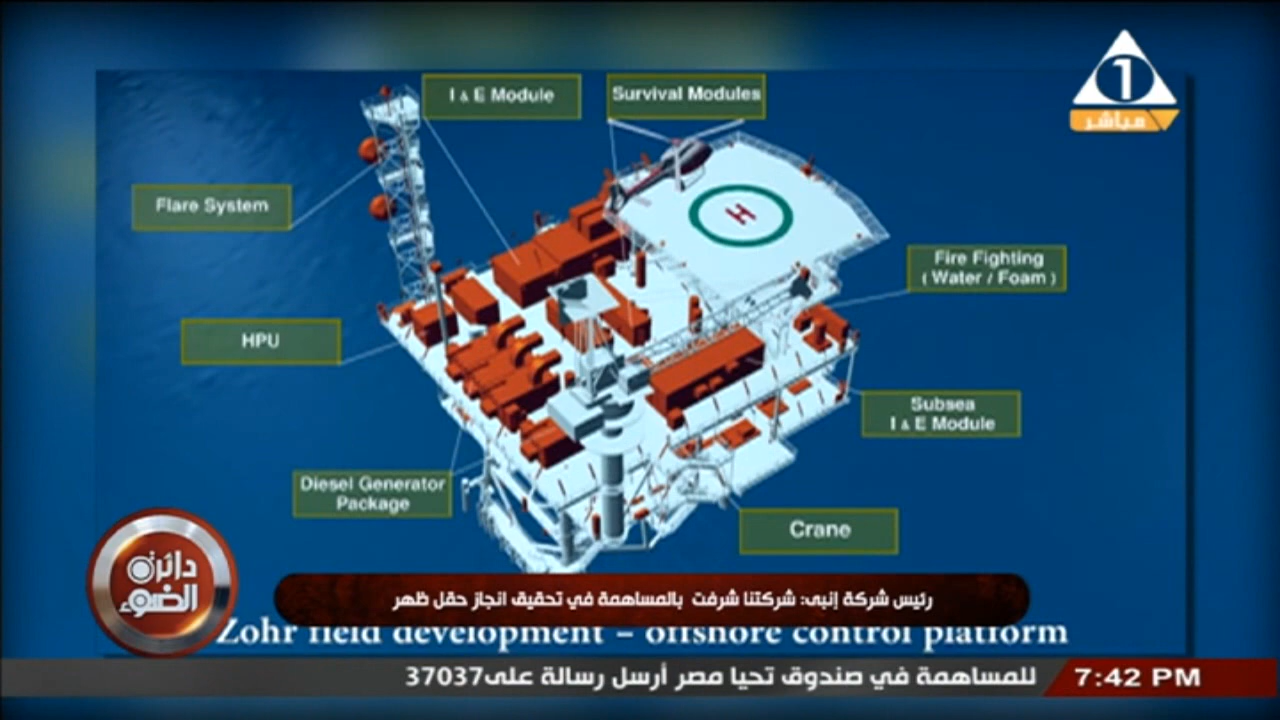 1
مباشر
I & E Module
Survival Modules
Flare System
Fire Fighting
( Water / Foam )
HPU
Subsea
I & E Module
Diesel Generator
Package
Crane
H
دائرة
الضوء
رئيس شركة إنبى: شركتنا شرفت بالمساهمة في تحقيق انجاز حقل ظهر
Zohr field development – offshore control platform
للمساهمة في صندوق تحيا مصر أرسل رسالة على37037
7:42 PM